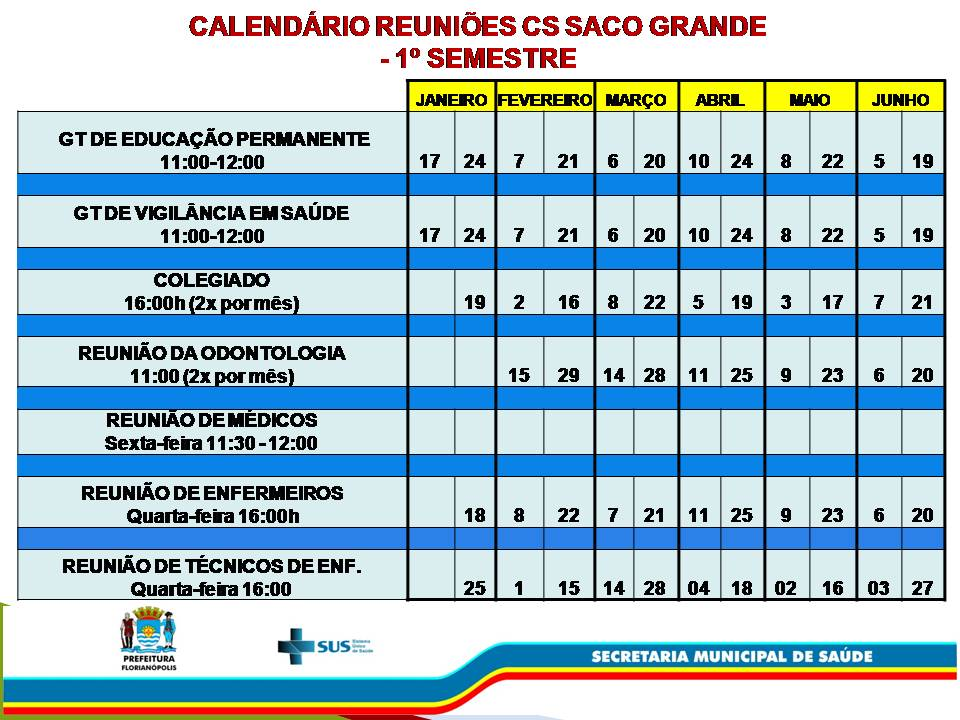 CALENDÁRIO REUNIÕES CS SACO GRANDE
- 1º SEMESTRE
JANEIRO FEVEREIRO MARÇO ABRIL MAIO JUNHO
GT DE EDUCAÇÃO PERMANENTE
11:00-12:00 17 24 7 21 6 20 10 24 8 22 5 19
GT DE VIGILÂNCIA EM SAÚDE
11:00-12:00 17 24 7 21 6 20 10 24 8 22 5 19
COLEGIADO
16:00h (2x por mês) 19 2 16 8 22 5 19 3 17 7 21
REUNIÃO DA ODONTOLOGIA
11:00 (2x por mês) 15 29 14 28 11 25 9 23 6 20
REUNIÃO DE MÉDICOS
Sexta-feira 11:30 - 12:00
REUNIÃO DE ENFERMEIROS
Quarta-feira 16:00h 18 8 22 7 21 11 25 9 23 6 20
REUNIÃO DE TÉCNICOS DE ENF.
Quarta-feira 16:00 25 1 15 14 28 04 18 02 16 03 27
PREFEITURA
FLORIANÓPOLIS
SUS
Sistema
Único
de Saúde
SECRETARIA MUNICIPAL DE SAÚDE